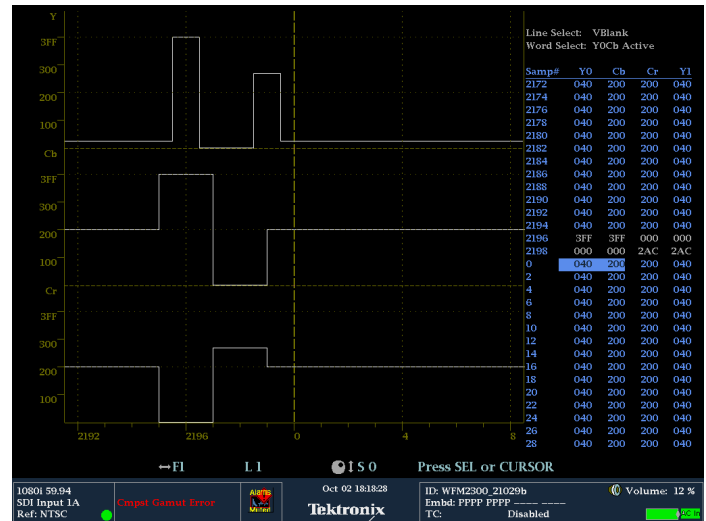 Y
3FF
300
200
100
Cb
3FF
300
200
100
Cr
3FF
300
200
100
2192 2196 0 4 8
Line Select: VBlank
Word Select: Y0Cb Active
Samp# Y0 Cb Cr Y1
2172 040 200 200 040
2174 040 200 200 040
2176 040 200 200 040
2178 040 200 200 040
2180 040 200 200 040
2182 040 200 200 040
2184 040 200 200 040
2186 040 200 200 040
2188 040 200 200 040
2190 040 200 200 040
2192 040 200 200 040
2194 040 200 200 040
2196 3FF 3FF 000 000
2198 000 000 2AC 2AC
0 040 200 200 040
2 040 200 200 040
4 040 200 200 040
6 040 200 200 040
8 040 200 200 040
10 040 200 200 040
12 040 200 200 040
14 040 200 200 040
16 040 200 200 040
18 040 200 200 040
20 040 200 200 040
22 040 200 200 040
24 040 200 200 040
26 040 200 200 040
28 040 200 200 040
↔F1 L 1 ↕ S 0 Press SEL or CURSOR
1080i 59.94
SDI Input 1A
Ref: NTSC
Cmpst Gamut Error
Alarms
Muted
Oct 02 18:18:28
Tektronix
ID: WFM2300_21029b
Embd: PPPP PPPP ---- ----
TC: Disabled
Volume: 12 %
AC In